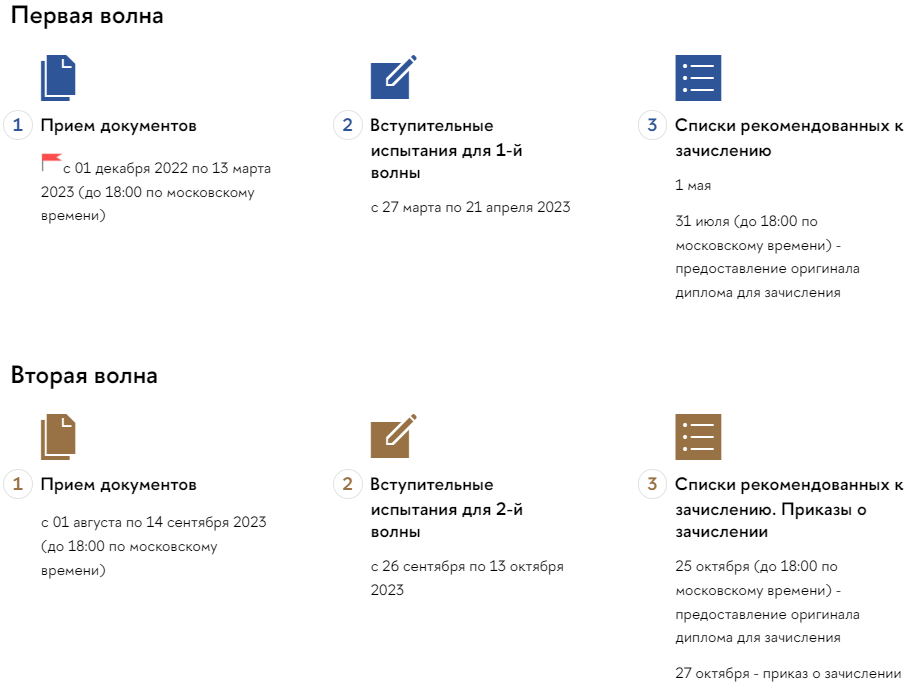 Первая волна
1 Прием документов
с 01 декабря 2022 по 13 марта
2023 (до 18:00 по московскому
времени)
2 Вступительные
испытания для 1-й
волны
с 27 марта по 21 апреля 2023
3 Списки рекомендованных к
зачислению
1 мая
31 июля (до 18:00 по
московскому времени) -
предоставление оригинала
диплома для зачисления
Вторая волна
1 Прием документов
с 01 августа по 14 сентября 2023
(до 18:00 по московскому
времени)
2 Вступительные
испытания для 2-й
волны
с 26 сентября по 13 октября
2023
3 Списки рекомендованных к
зачислению. Приказы о
зачислении
25 октября (до 18:00 по
московскому времени) -
предоставление оригинала
диплома для зачисления
27 октября - приказ о зачислении